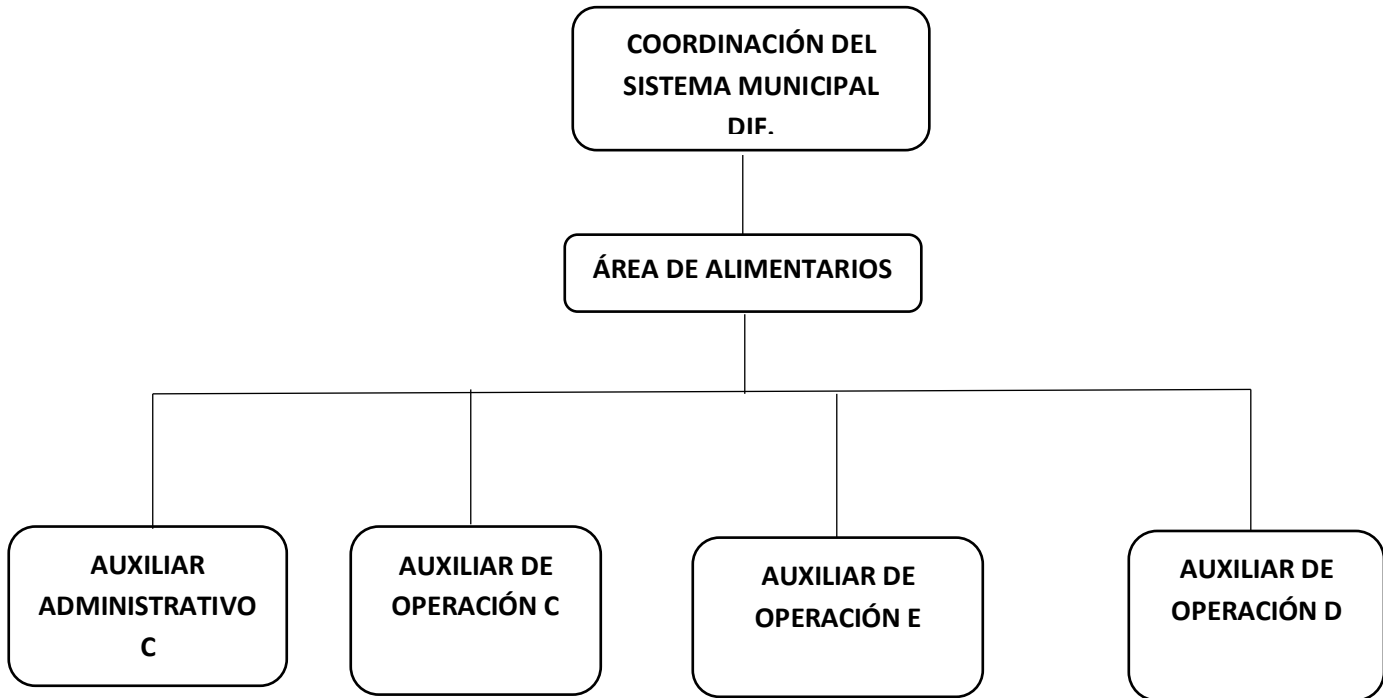 COORDINACIÓN DEL
SISTEMA MUNICIPAL
DIF.
ÁREA DE ALIMENTARIOS
AUXILIAR
ADMINISTRATIVO
C
AUXILIAR DE
OPERACIÓN C
AUXILIAR DE
OPERACIÓN E
AUXILIAR DE
OPERACIÓN D